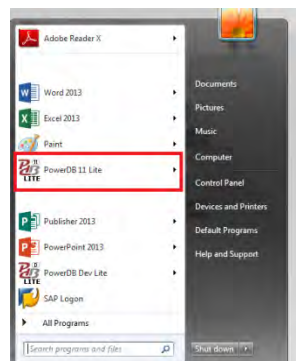 Adobe Reader X
Word 2013
Excel 2013
Paint
PowerDB 11 Lite
Publisher 2013
PowerPoint 2013
PowerDB Dev Lite
SAP Logon
All Programs
Search programs and files
Documents
Pictures
Music
Computer
Control Panel
Devices and Printers
Default Programs
Help and Support
Shut down